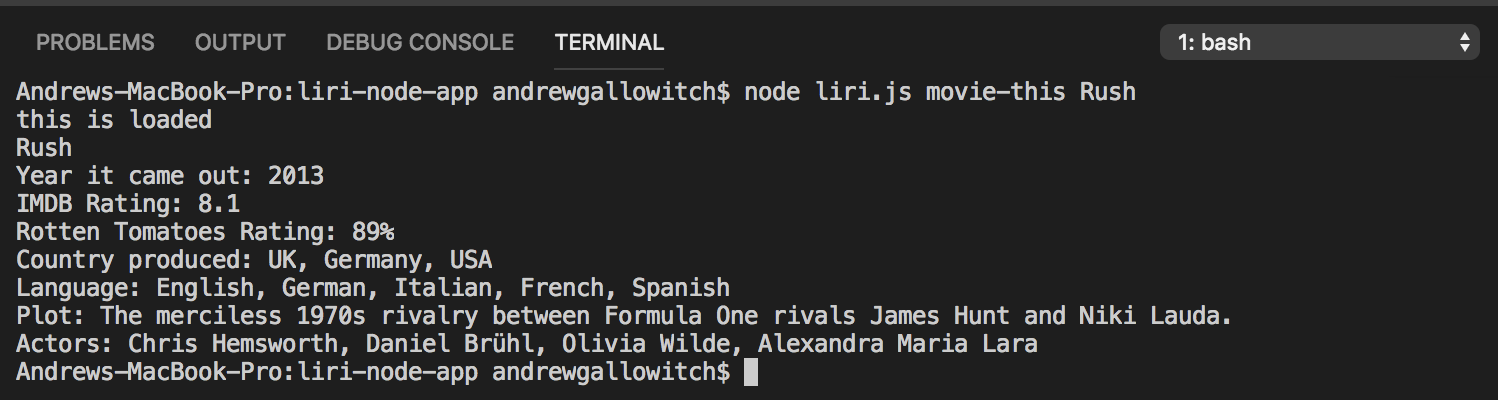 PROBLEMS OUTPUT DEBUG CONSOLE TERMINAL 1: bash
Andrews-MacBook-Pro:liri-node-app andrewgallowitch$ node liri.js movie-this Rush
this is loaded
Rush
Year it came out: 2013
IMDB Rating: 8.1
Rotten Tomatoes Rating: 89%
Country produced: UK, Germany, USA
Language: English, German, Italian, French, Spanish
Plot: The merciless 1970s rivalry between Formula One rivals James Hunt and Niki Lauda.
Actors: Chris Hemsworth, Daniel Brühl, Olivia Wilde, Alexandra Maria Lara
Andrews-MacBook-Pro:liri-node-app andrewgallowitch$